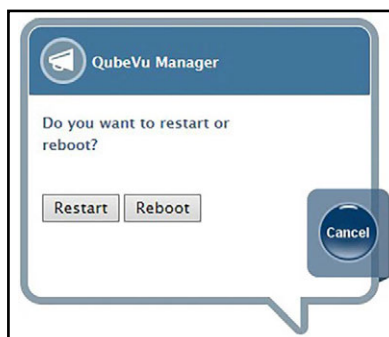 QubeVu Manager
Do you want to restart or
reboot?
Restart Reboot
Cancel